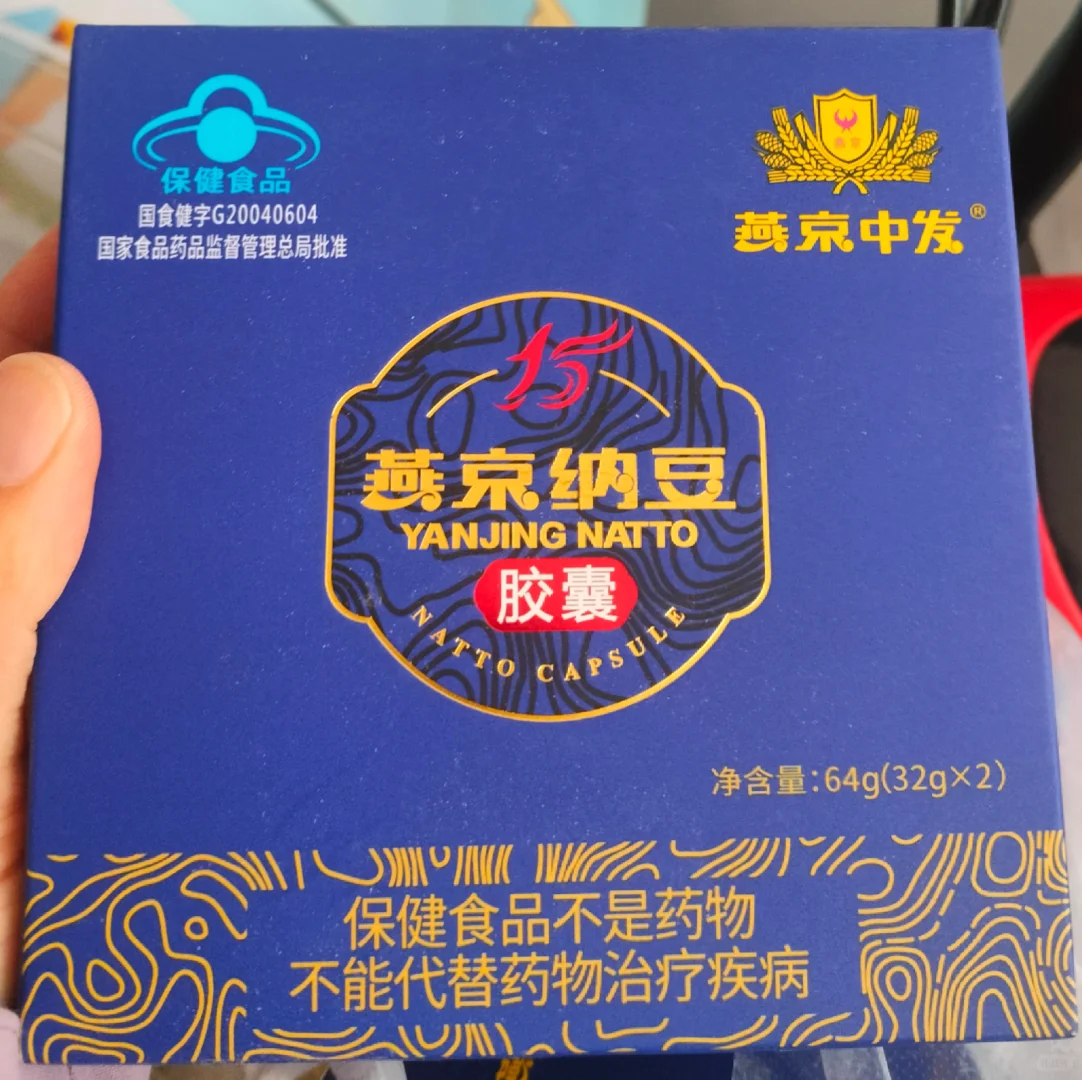 保健食品
国食健字G20040604
国家食品药品监督管理总局批准
燕京
燕京中发®
15
燕京纳豆
YANJING NATTO
胶囊
NATTO CAPSULE
净含量:64g(32g×2)
保健食品不是药物
不能代替药物治疗疾病